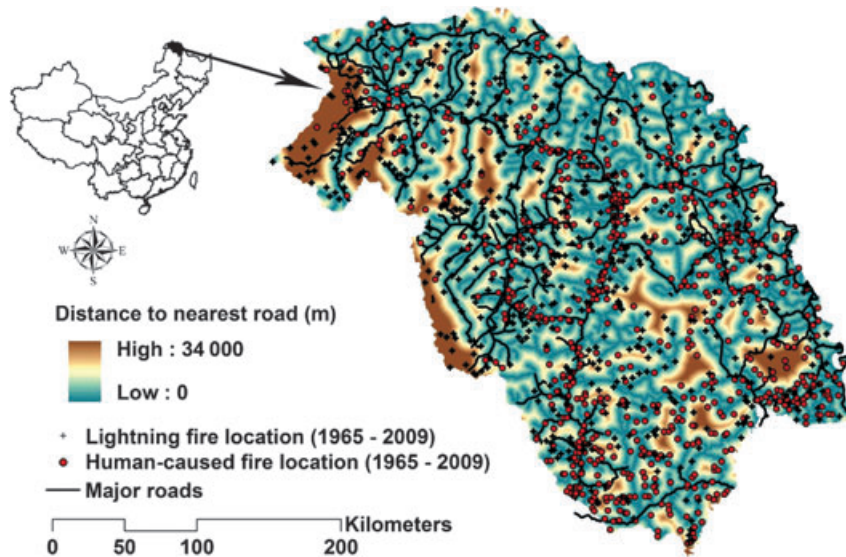 N
W E
S
Distance to nearest road (m)
High : 34 000
Low : 0
Lightning fire location (1965 - 2009)
Human-caused fire location (1965 - 2009)
Major roads
Kilometers
0 50 100 200